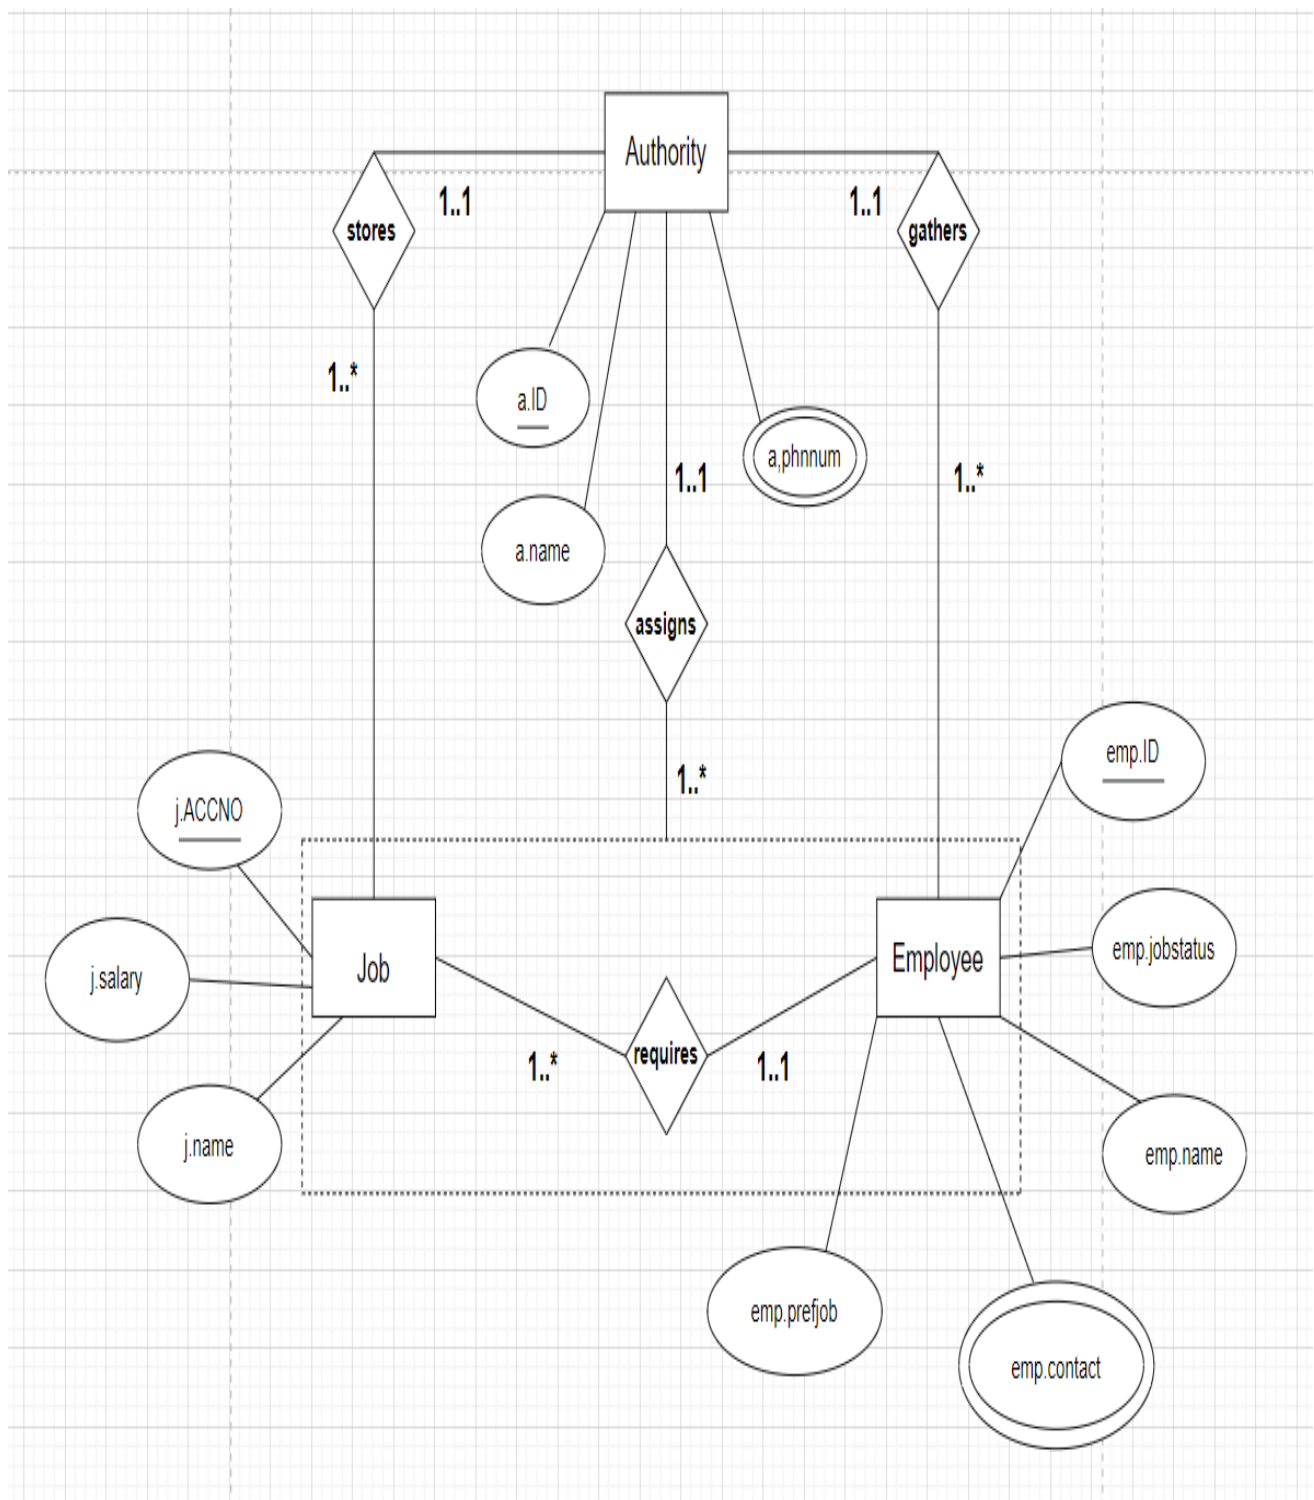 Authority
1..1
1..1
stores
gathers
1..*
a.ID
a,phnnum
1..1
1..*
a.name
assigns
emp.ID
1..*
j.ACCNO
emp.jobstatus
Employee
Job
j.salary
requires
1..*
1..1
j.name
emp.name
emp.prefjob
emp.contact